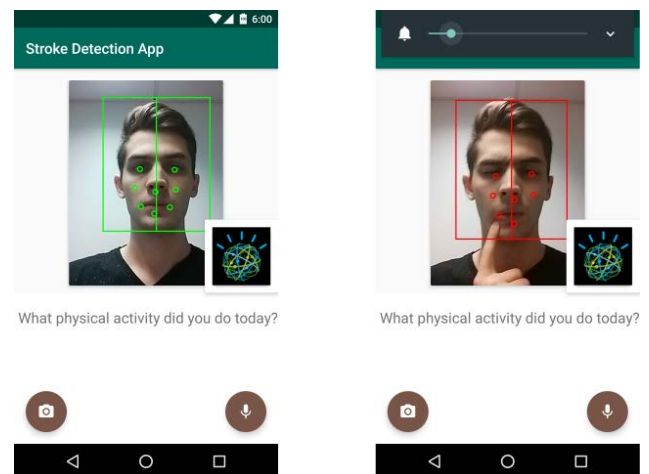 6:00
Stroke Detection App
What physical activity did you do today?
What physical activity did you do today?